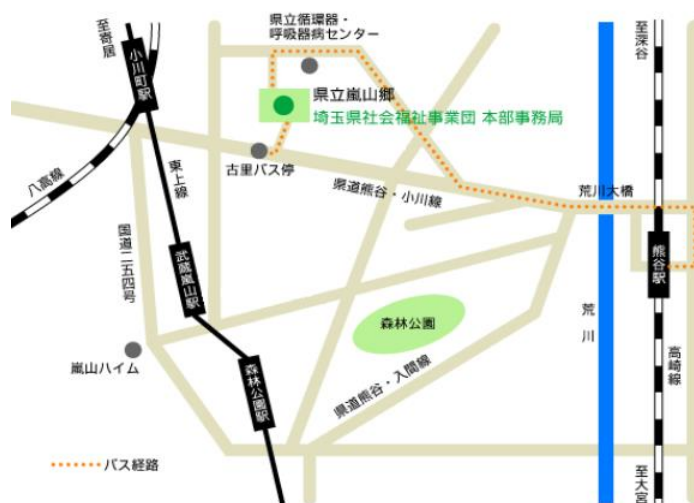 県立循環器・
呼吸器病センター
至寄居
小川町駅
至深谷
県立嵐山郷
埼玉県社会福祉事業団 本部事務局
古里バス停
八高線
東上線
県道熊谷・小川線
荒川大橋
国道二五四号
武蔵嵐山駅
熊谷駅
森林公園
荒川
嵐山ハイム
森林公園駅
県道熊谷・入間線
高崎線
バス経路
至大宮